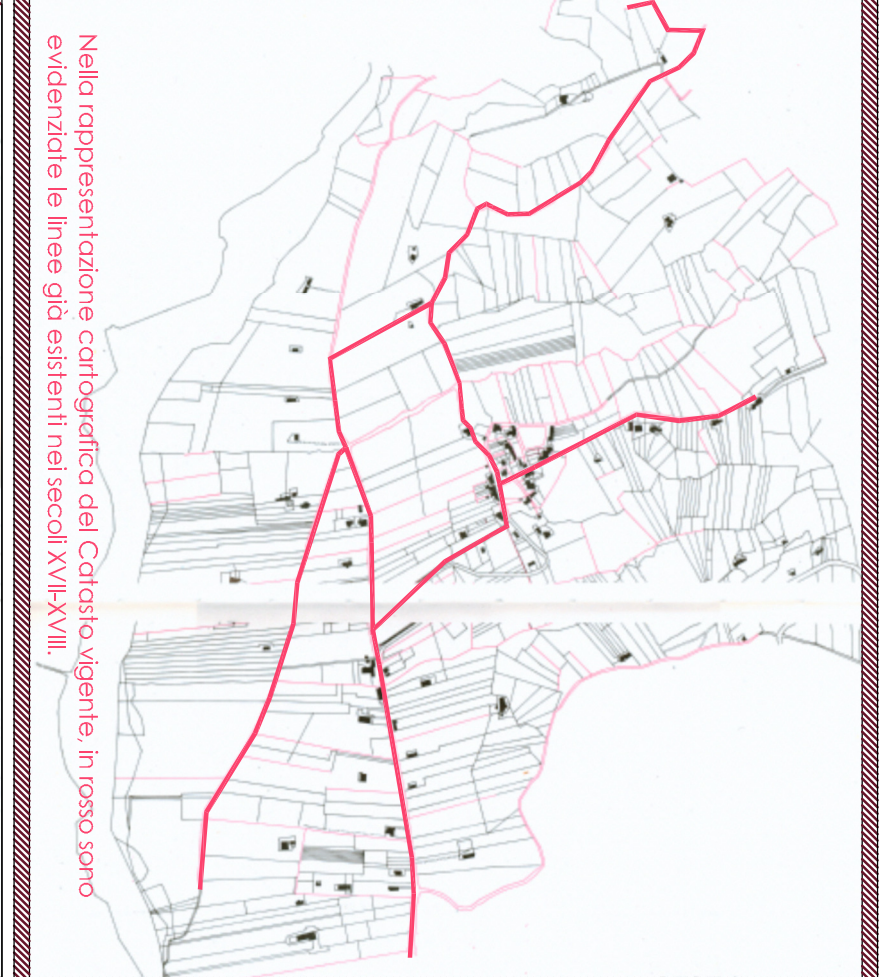 Nella rappresentazione cartografica del Catasto vigente, in rosso sono
evidenziate le linee già esistenti nei secoli XVII-XVIII.